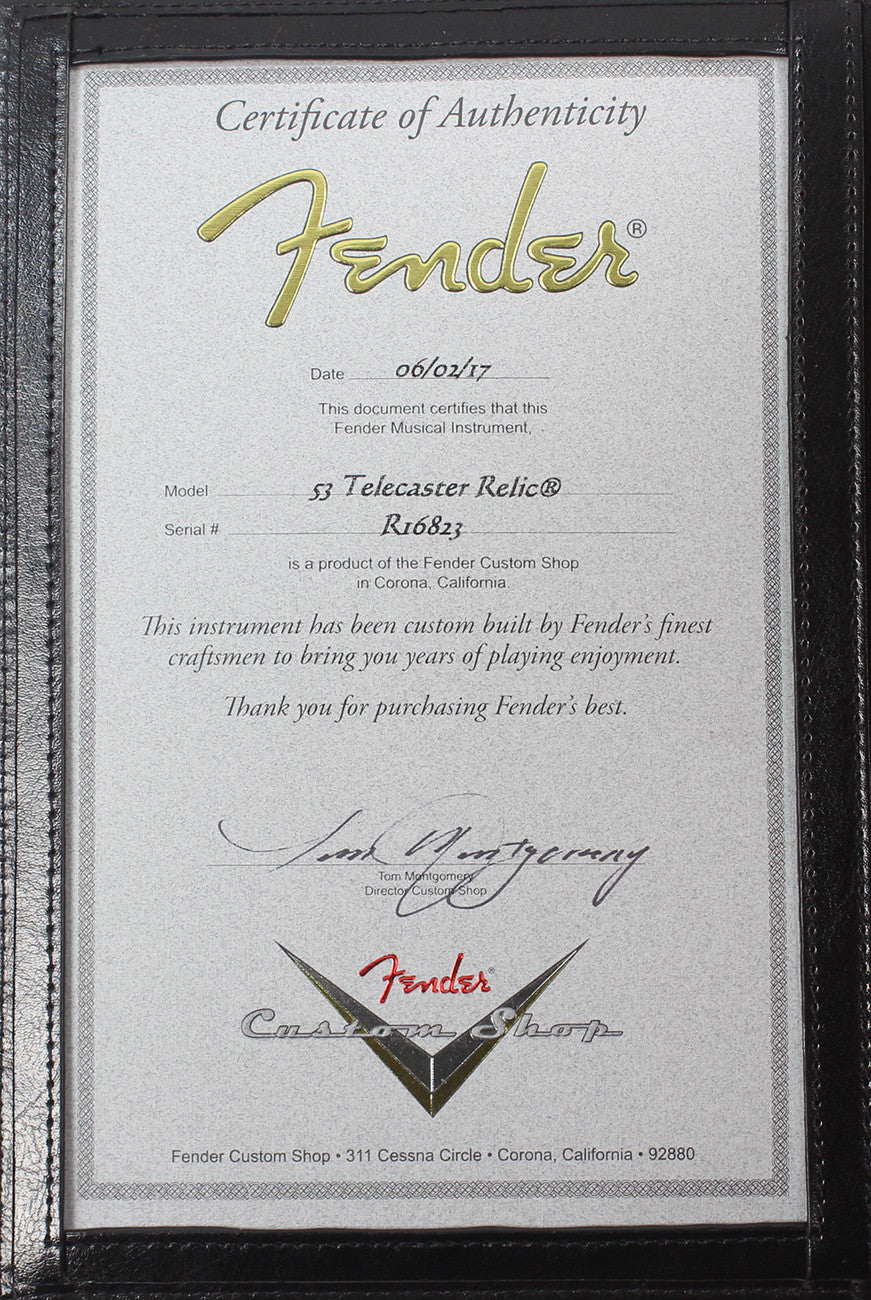 Certificate of Authenticity
Fender®
Date 06/02/17
This document certifies that this
Fender Musical Instrument,
Model 53 Telecaster Relic®
Serial # R16823
is a product of the Fender Custom Shop
in Corona, California.
This instrument has been custom built by Fender's finest
craftsmen to bring you years of playing enjoyment.
Thank you for purchasing Fender's best.
Tom Montgomery
Tom Montgomery
Director Custom Shop
Fender®
Custom Shop
Fender Custom Shop • 311 Cessna Circle • Corona, California • 92880